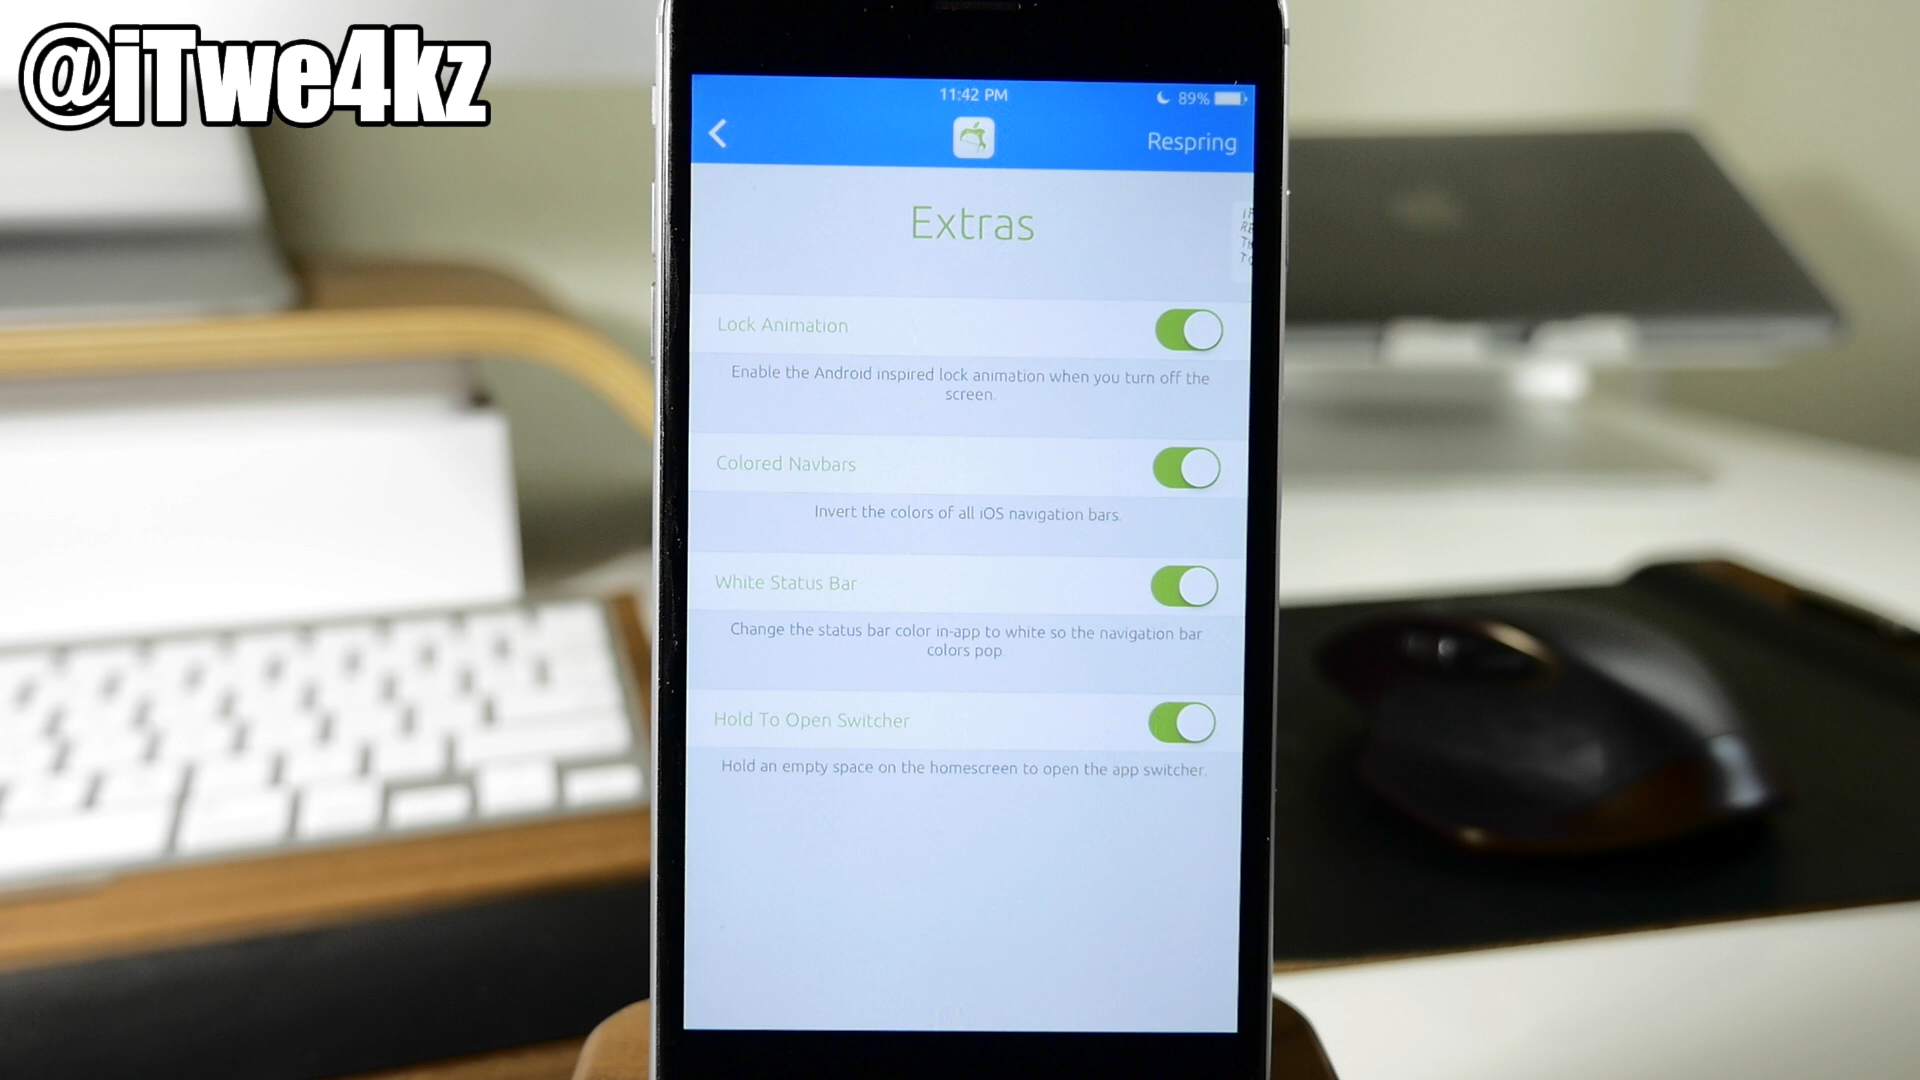 @iTwe4kz
11:42 PM
89%
Respring
Extras
Lock Animation
Enable the Android inspired lock animation when you turn off the
screen.
Colored Navbars
Invert the colors of all iOS navigation bars.
White Status Bar
Change the status bar color in-app to white so the navigation bar
colors pop.
Hold To Open Switcher
Hold an empty space on the homescreen to open the app switcher.